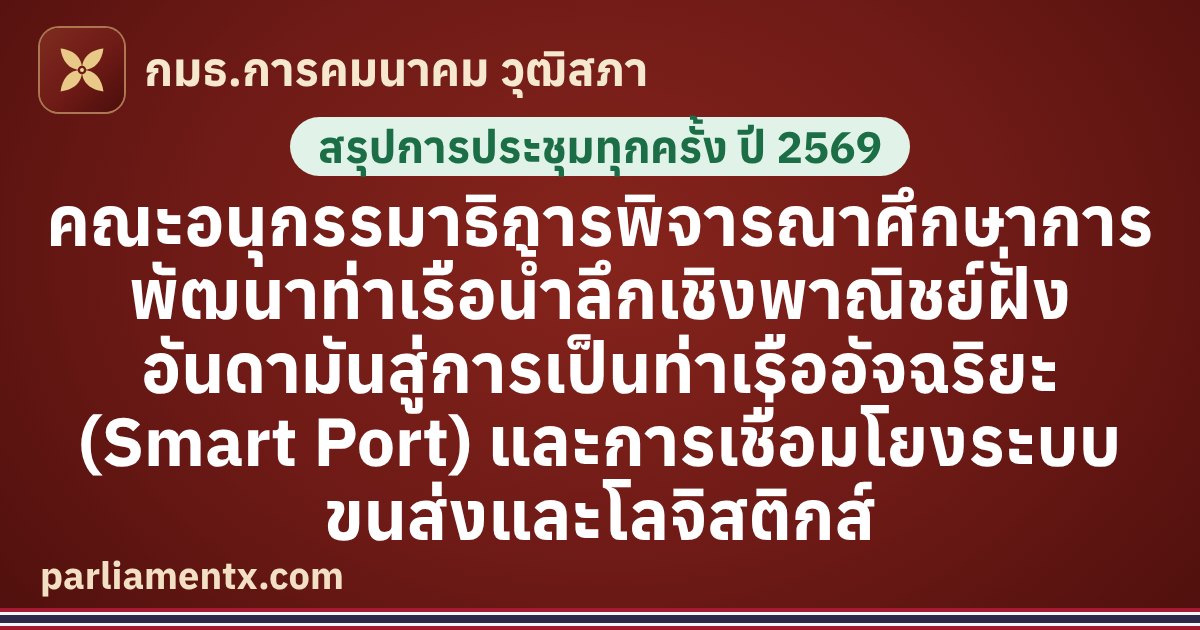 กมธ.การคมนาคม วุฒิสภา
สรุปการประชุมทุกครั้ง ปี 2569
คณะอนุกรรมาธิการพิจารณาศึกษาการ
พัฒนาท่าเรือน้ำลึกเชิงพาณิชย์ฝั่ง
อันดามันสู่การเป็นท่าเรืออัจฉริยะ
(Smart Port) และการเชื่อมโยงระบบ
ขนส่งและโลจิสติกส์
parliamentx.com